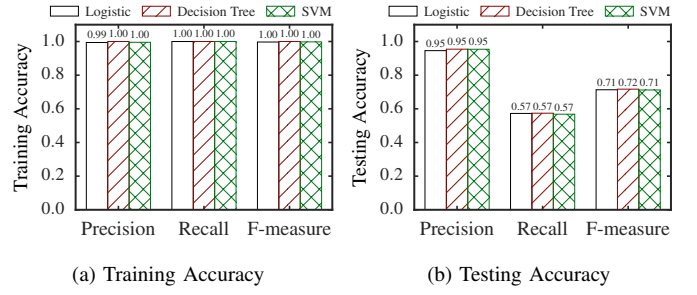 Logistic Decision Tree SVM
0.99 1.00 1.00 1.00 1.00 1.00 1.00 1.00 1.00
Training Accuracy
1.0
0.8
0.6
0.4
0.2
0.0
Precision Recall F-measure
(a) Training Accuracy
Logistic Decision Tree SVM
0.95 0.95 0.95
0.57 0.57 0.57
0.71 0.72 0.71
Testing Accuracy
1.0
0.8
0.6
0.4
0.2
0.0
Precision Recall F-measure
(b) Testing Accuracy